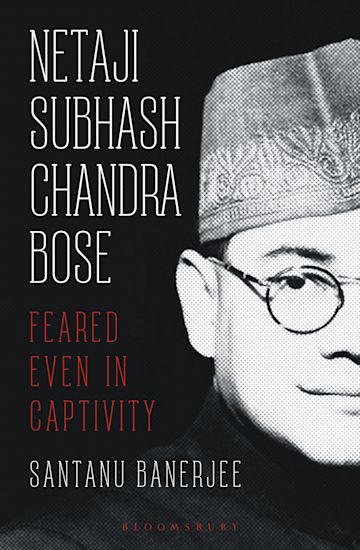 NETAJI
SUBHASH
CHANDRA
BOSE
FEARED
EVEN IN
CAPTIVITY
SANTANU BANERJEE
BLOOMSBURY